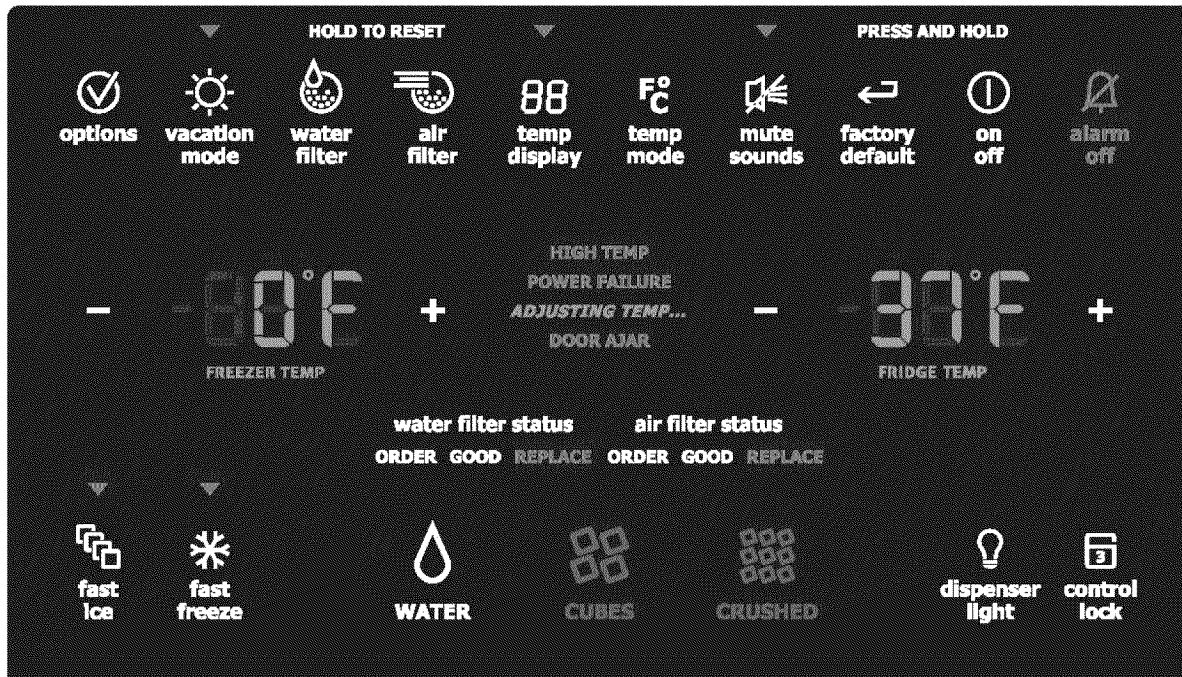 HOLD TO RESET PRESS AND HOLD
options vacation mode water filter air filter temp display temp mode mute sounds factory default on off alarm off
88 F°C
HIGH TEMP
POWER FAILURE
ADJUSTING TEMP...
DOOR AJAR
- 0°F + - 37°F +
FREEZER TEMP FRIDGE TEMP
water filter status air filter status
ORDER GOOD REPLACE ORDER GOOD REPLACE
3
fast ice fast freeze WATER CUBES CRUSHED dispenser light control lock